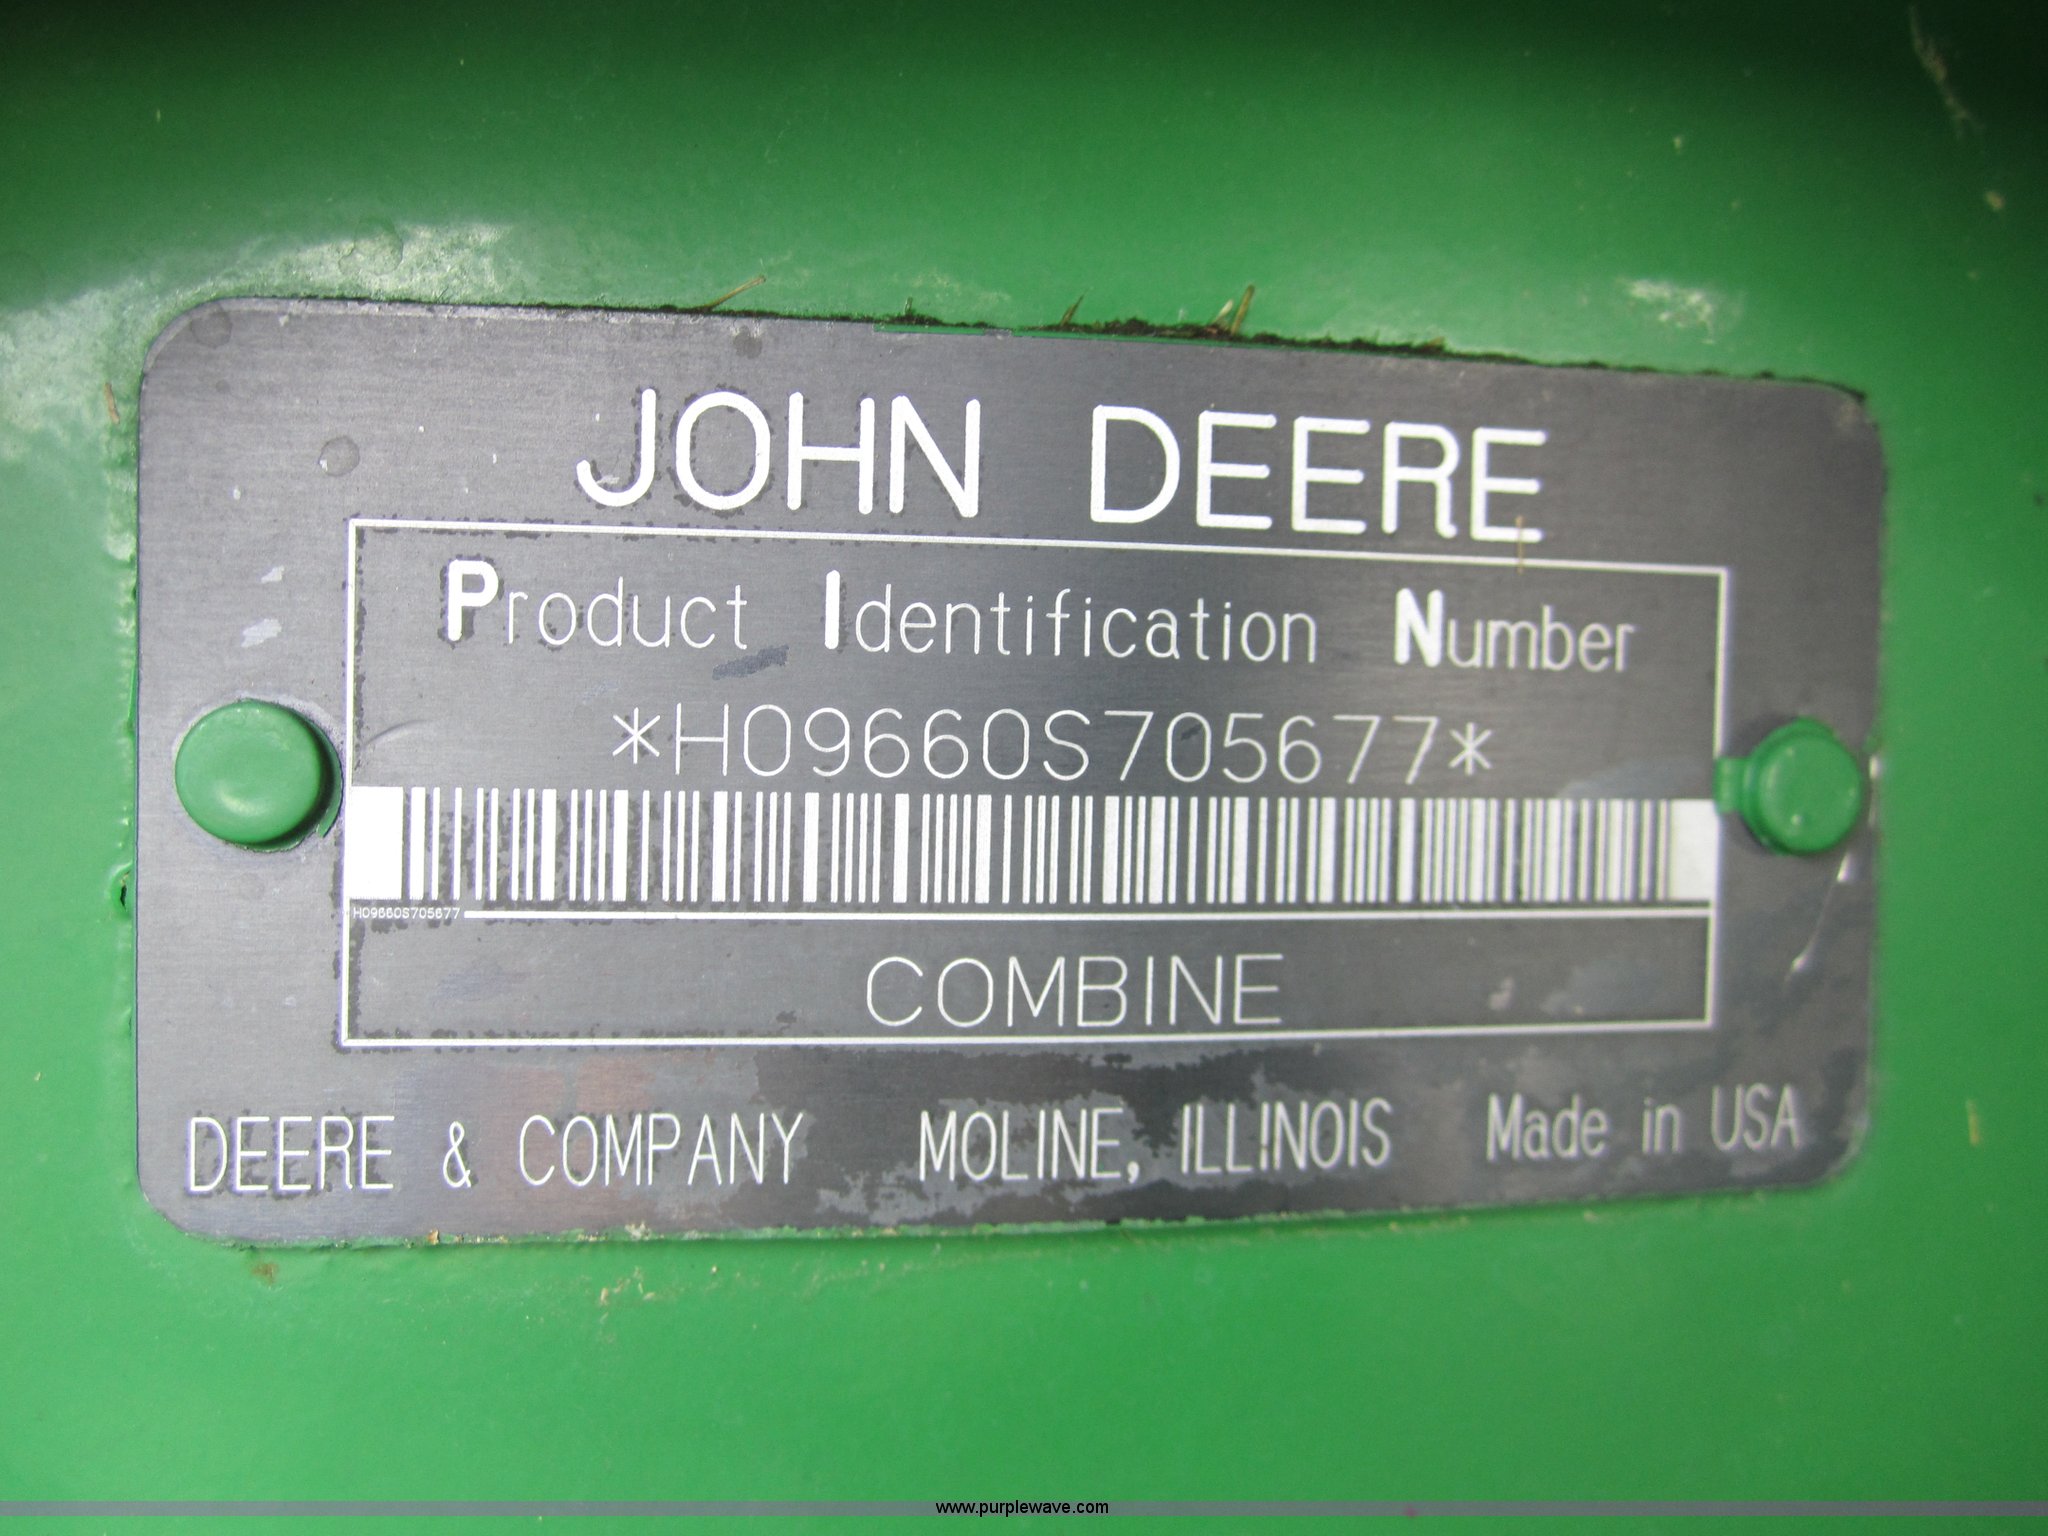 JOHN DEERE
Product Identification Number
*H09660S705677*
H09660S705677
COMBINE
DEERE & COMPANY MOLINE, ILLINOIS Made in USA
www.purplewave.com